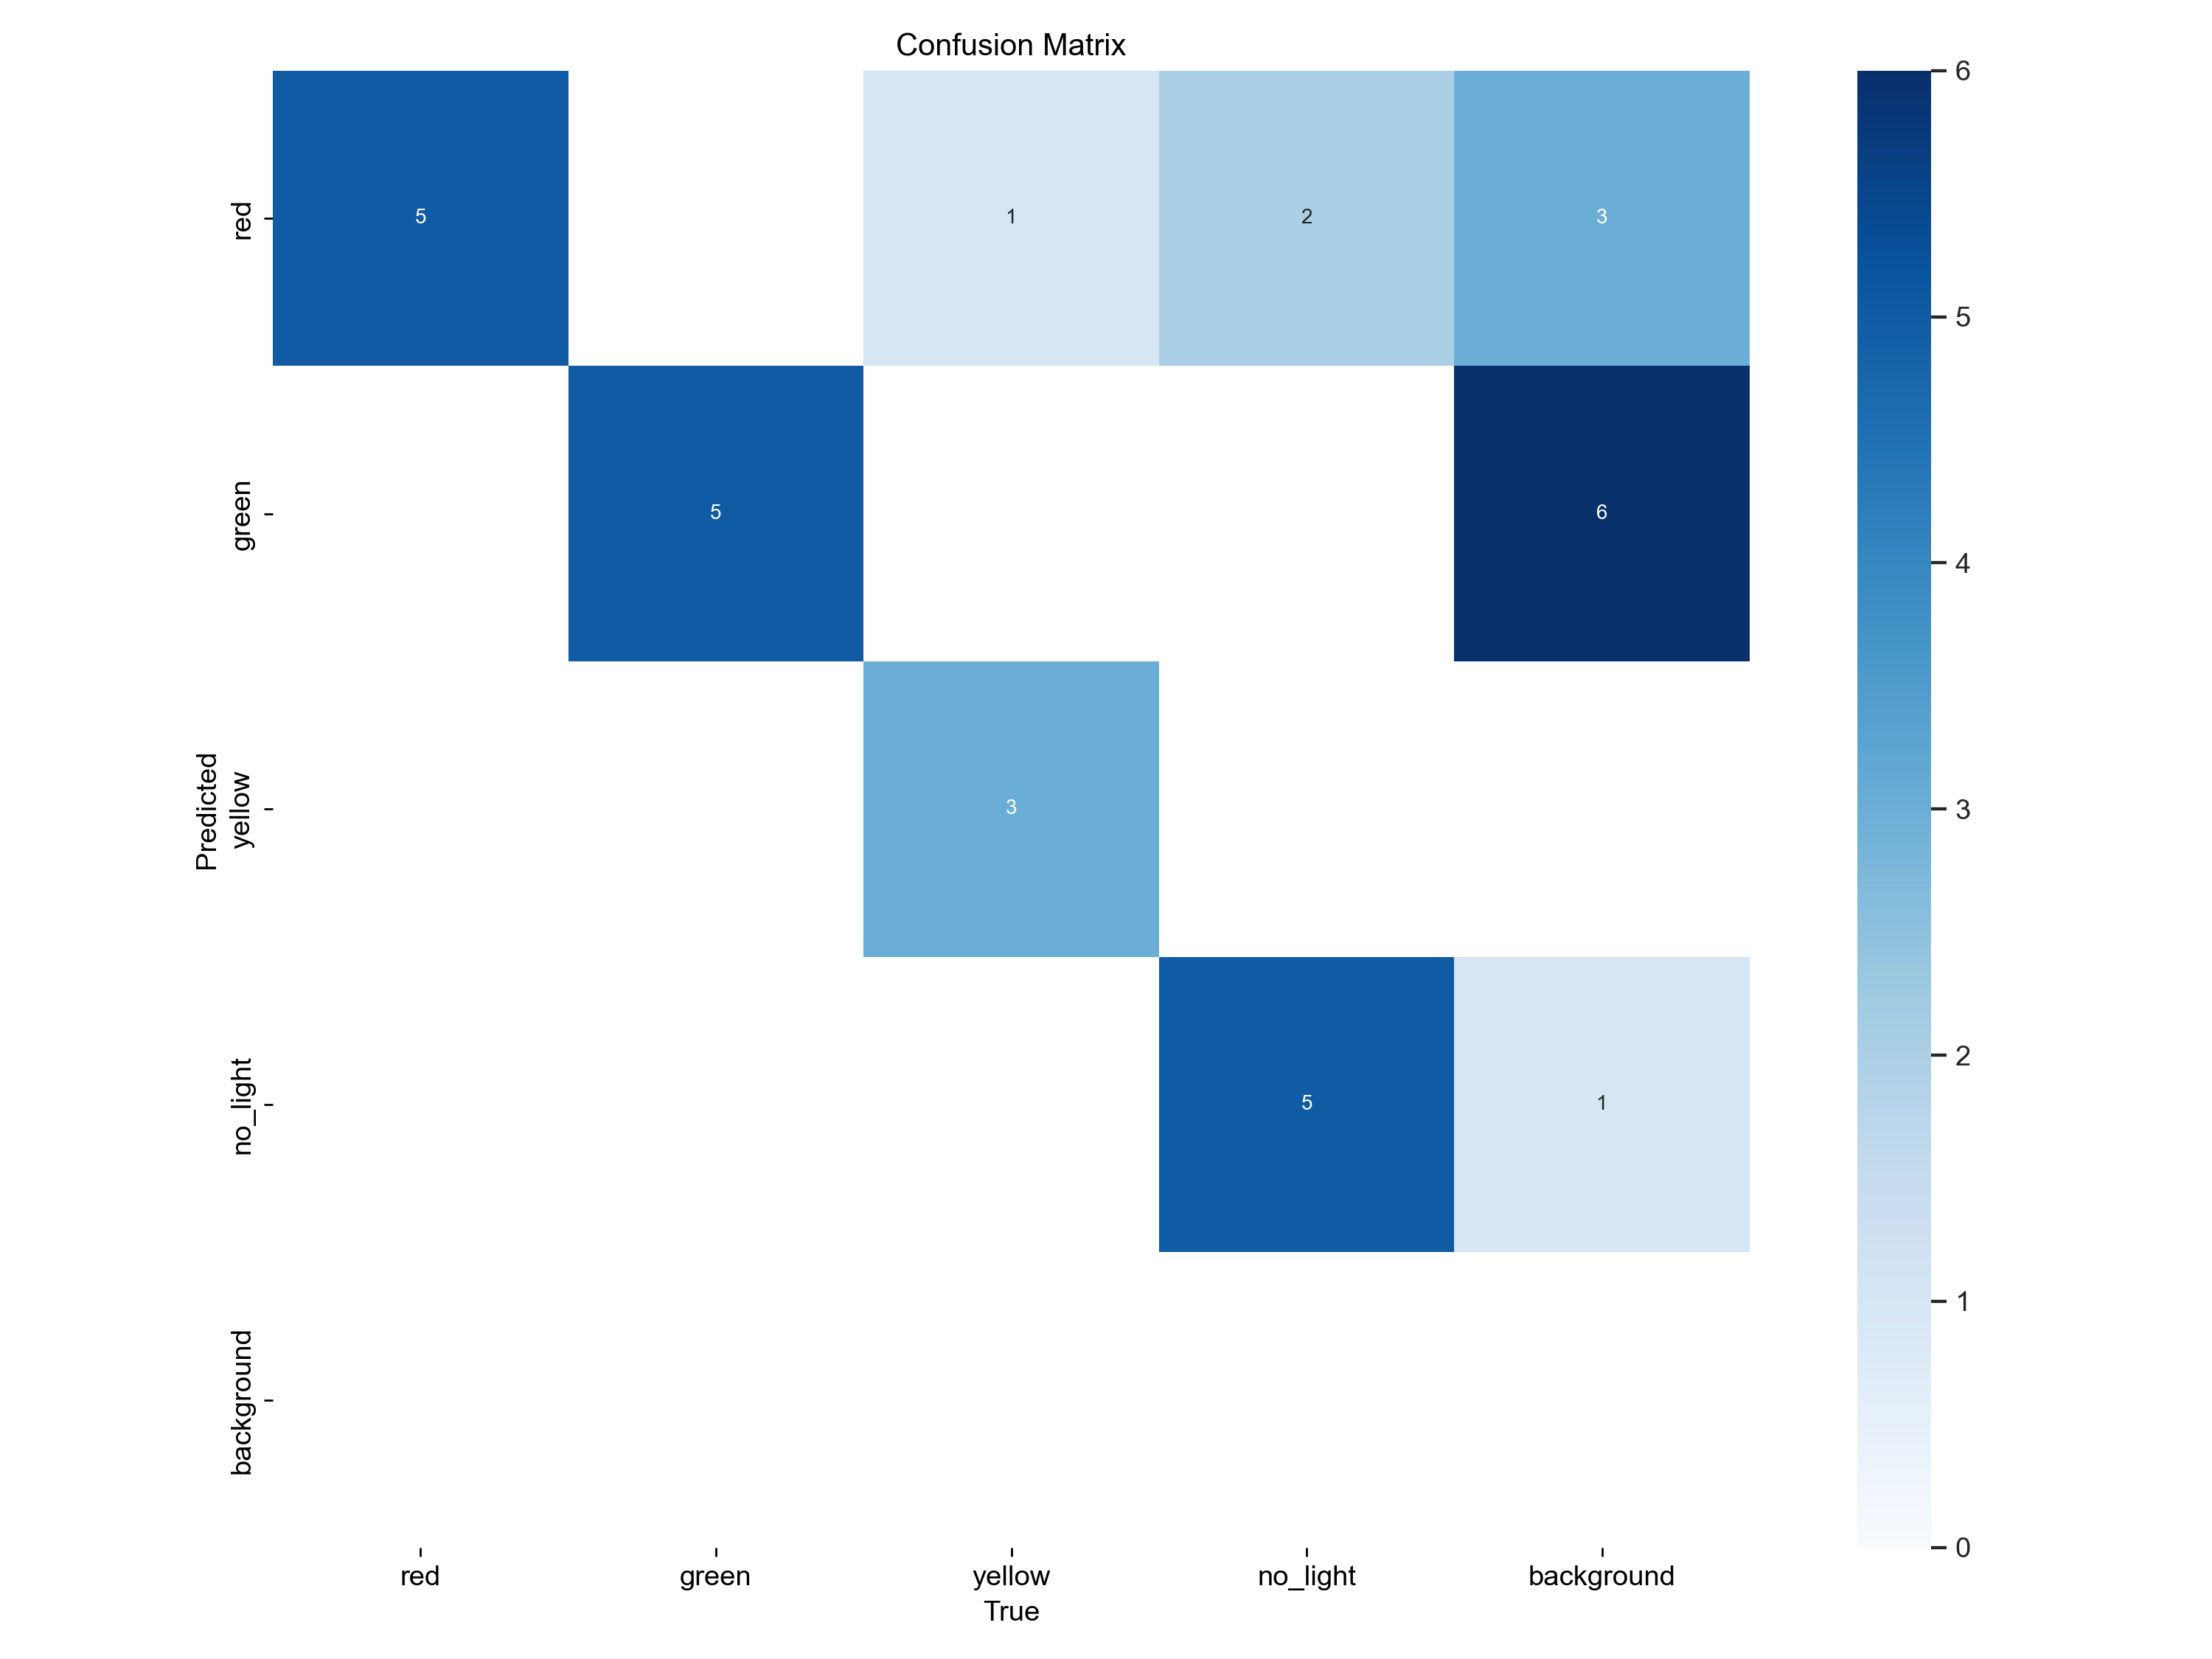 Confusion Matrix
red
5
1
2
3
green
5
6
Predicted
yellow
3
no_light
5
1
background
red
green
yellow
no_light
background
True
6
5
4
3
2
1
0